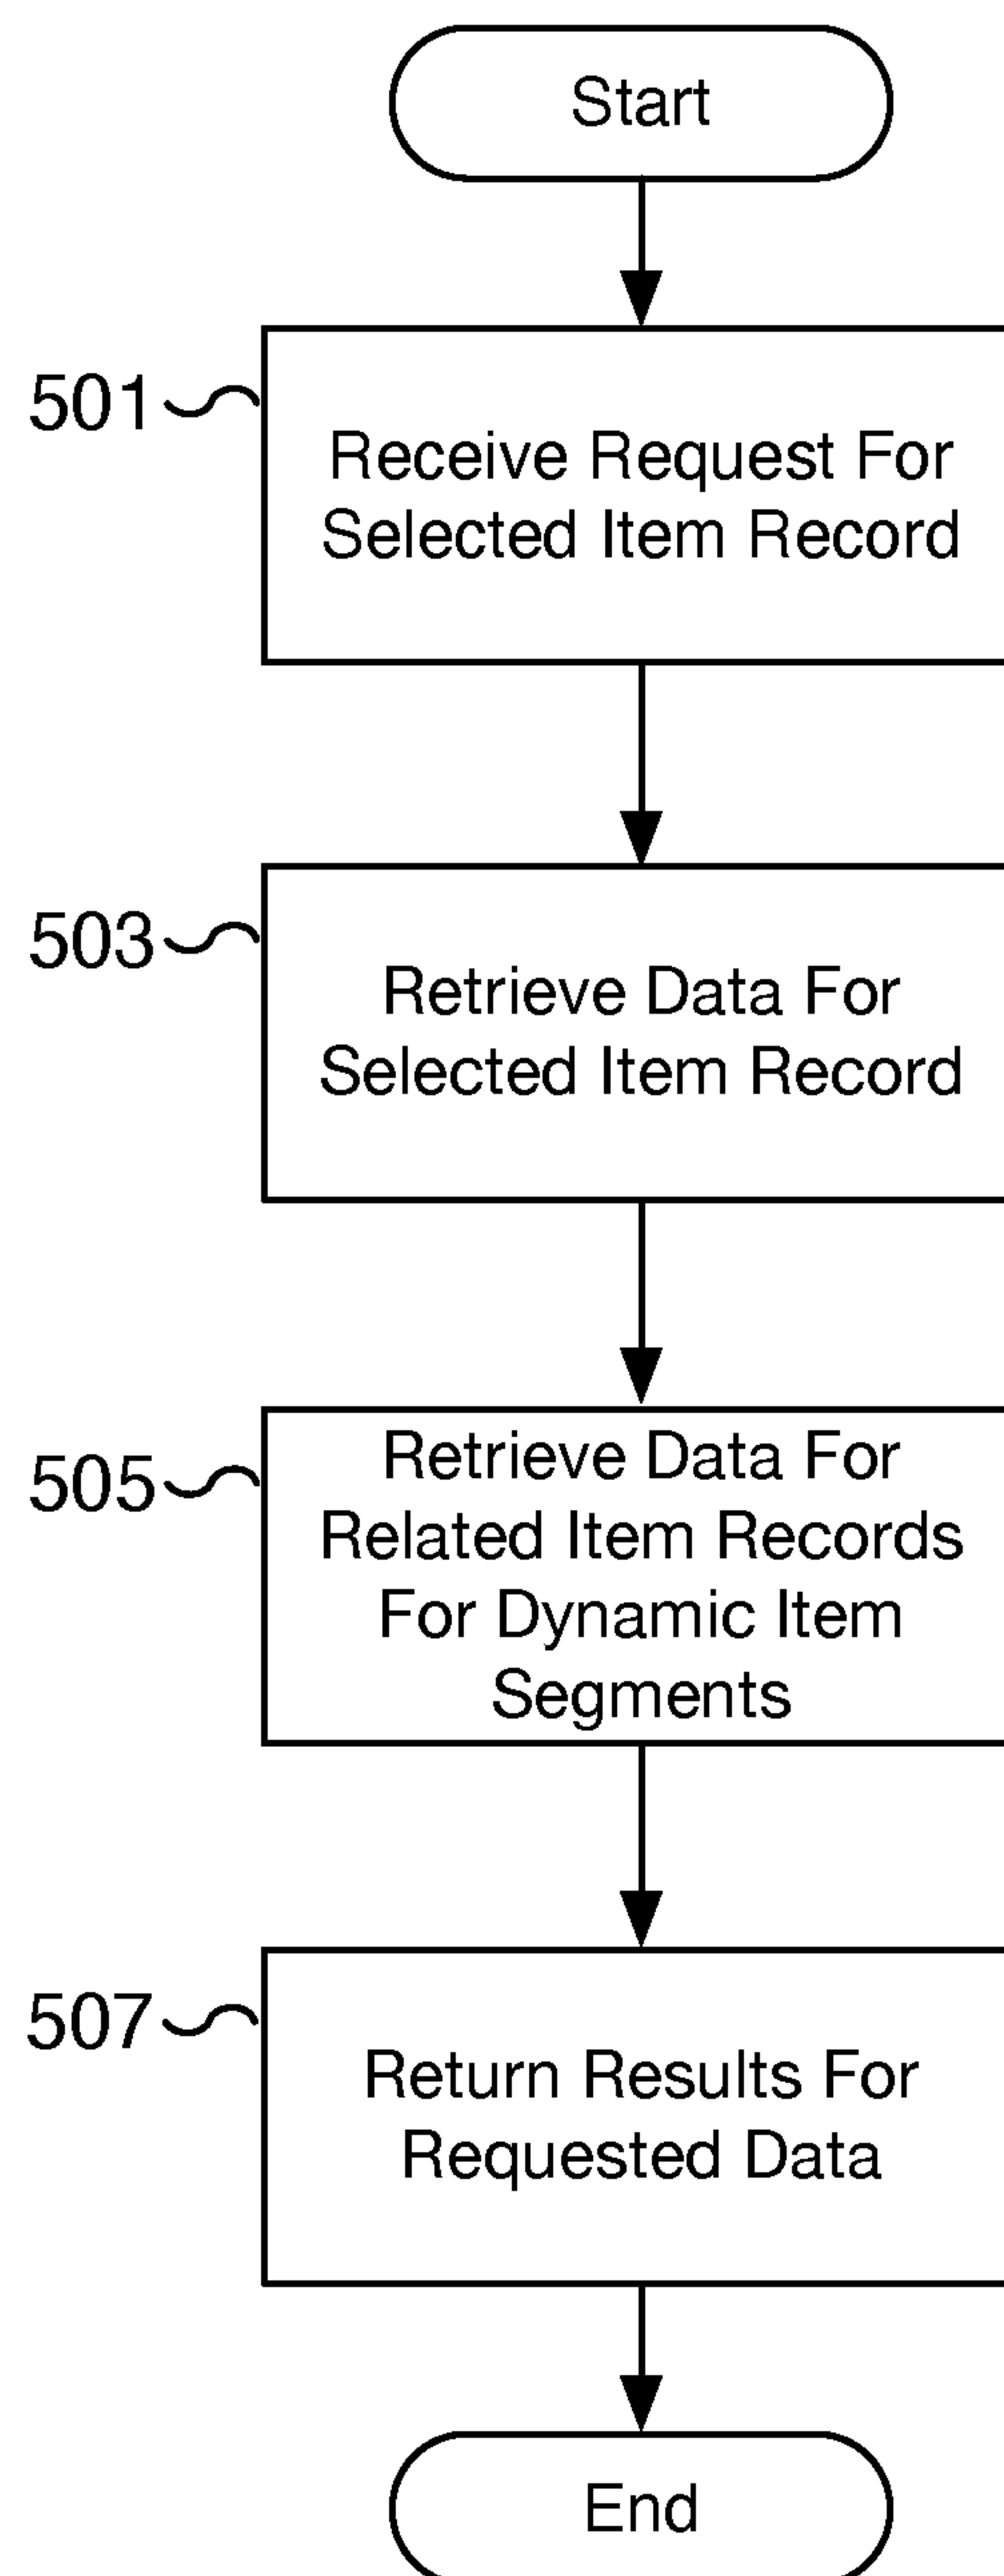 Start
501
Receive Request For
Selected Item Record
503
Retrieve Data For
Selected Item Record
505
Retrieve Data For
Related Item Records
For Dynamic Item
Segments
507
Return Results For
Requested Data
End